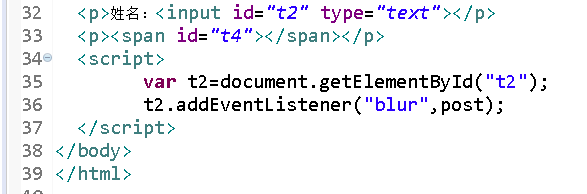 32 <p>姓名：<input id="t2" type="text"></p>
33 <p><span id="t4"></span></p>
34 <script>
35 var t2=document.getElementById("t2");
36 t2.addEventListener("blur",post);
37 </script>
38 </body>
39 </html>